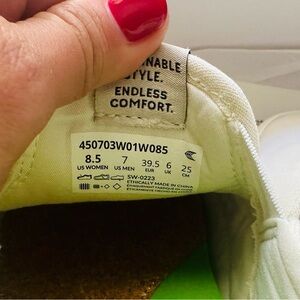 NABLE
STYLE.
ENDLESS
COMFORT.
450703W01W085
8.5 7 39.5 6 25
US WOMEN US MEN EUR UK CM
SW-0223
ETHICALLY MADE IN CHINA